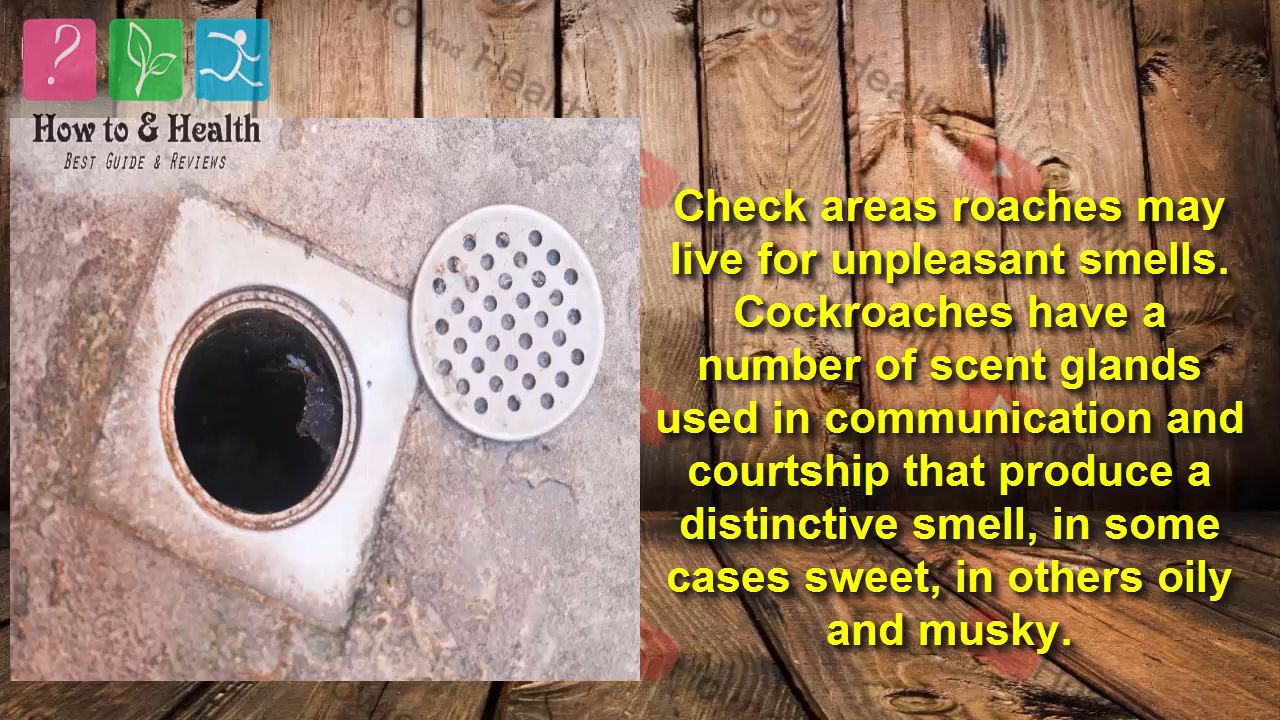 ?
How to & Health
BEST GUIDE & REVIEWS
Check areas roaches may
live for unpleasant smells.
Cockroaches have a
number of scent glands
used in communication and
courtship that produce a
distinctive smell, in some
cases sweet, in others oily
and musky.